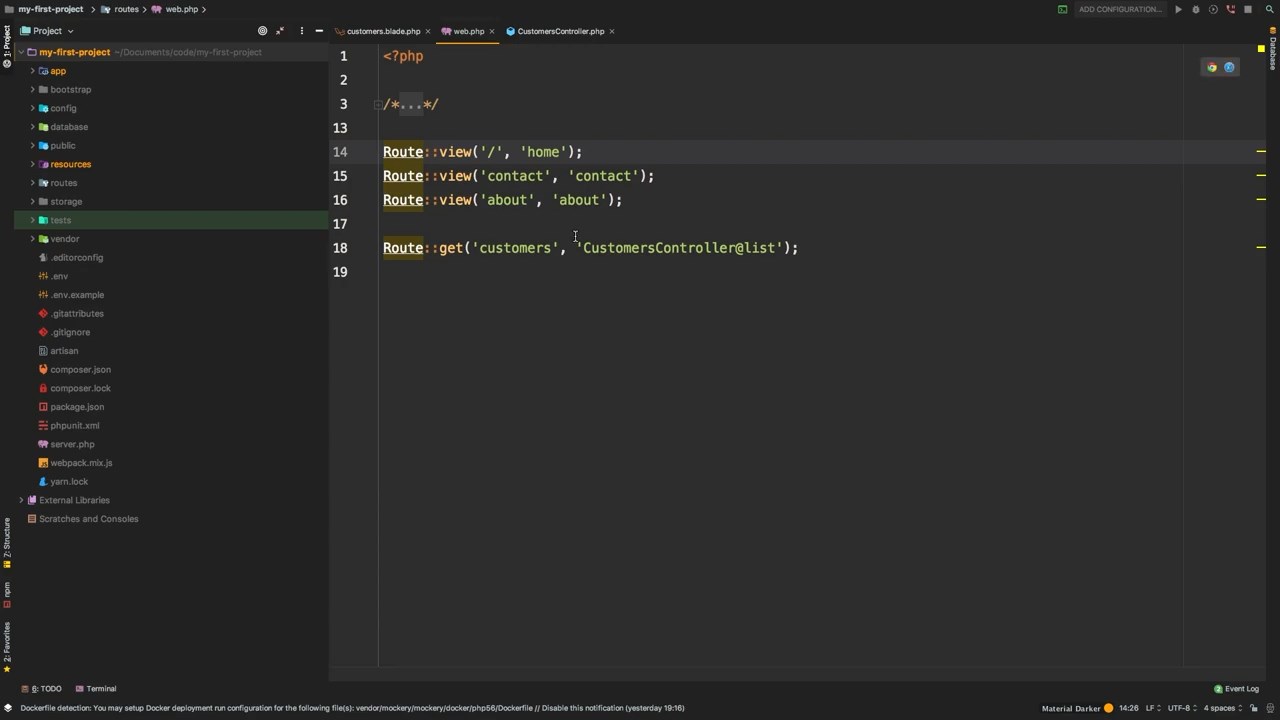 my-first-project routes web.php ADD CONFIGURATION...
1: Project
Project
customers.blade.php web.php CustomersController.php
Database
my-first-project ~/Documents/code/my-first-project
app
bootstrap
config
database
public
resources
routes
storage
tests
vendor
.editorconfig
.env
.env.example
.gitattributes
.gitignore
artisan
composer.json
composer.lock
package.json
phpunit.xml
server.php
webpack.mix.js
yarn.lock
External Libraries
Scratches and Consoles
1 <?php
2
3 /*...*/
13
14 Route::view('/', 'home');
15 Route::view('contact', 'contact');
16 Route::view('about', 'about');
17
18 Route::get('customers', 'CustomersController@list');
19
Z: Structure
npm
2: Favorites
6: TODO Terminal
2 Event Log
Dockerfile detection: You may setup Docker deployment run configuration for the following file(s): vendor/mockery/mockery/docker/php56/Dockerfile // Disable this notification (yesterday 19:16)
Material Darker 14:26 LF UTF-8 4 spaces